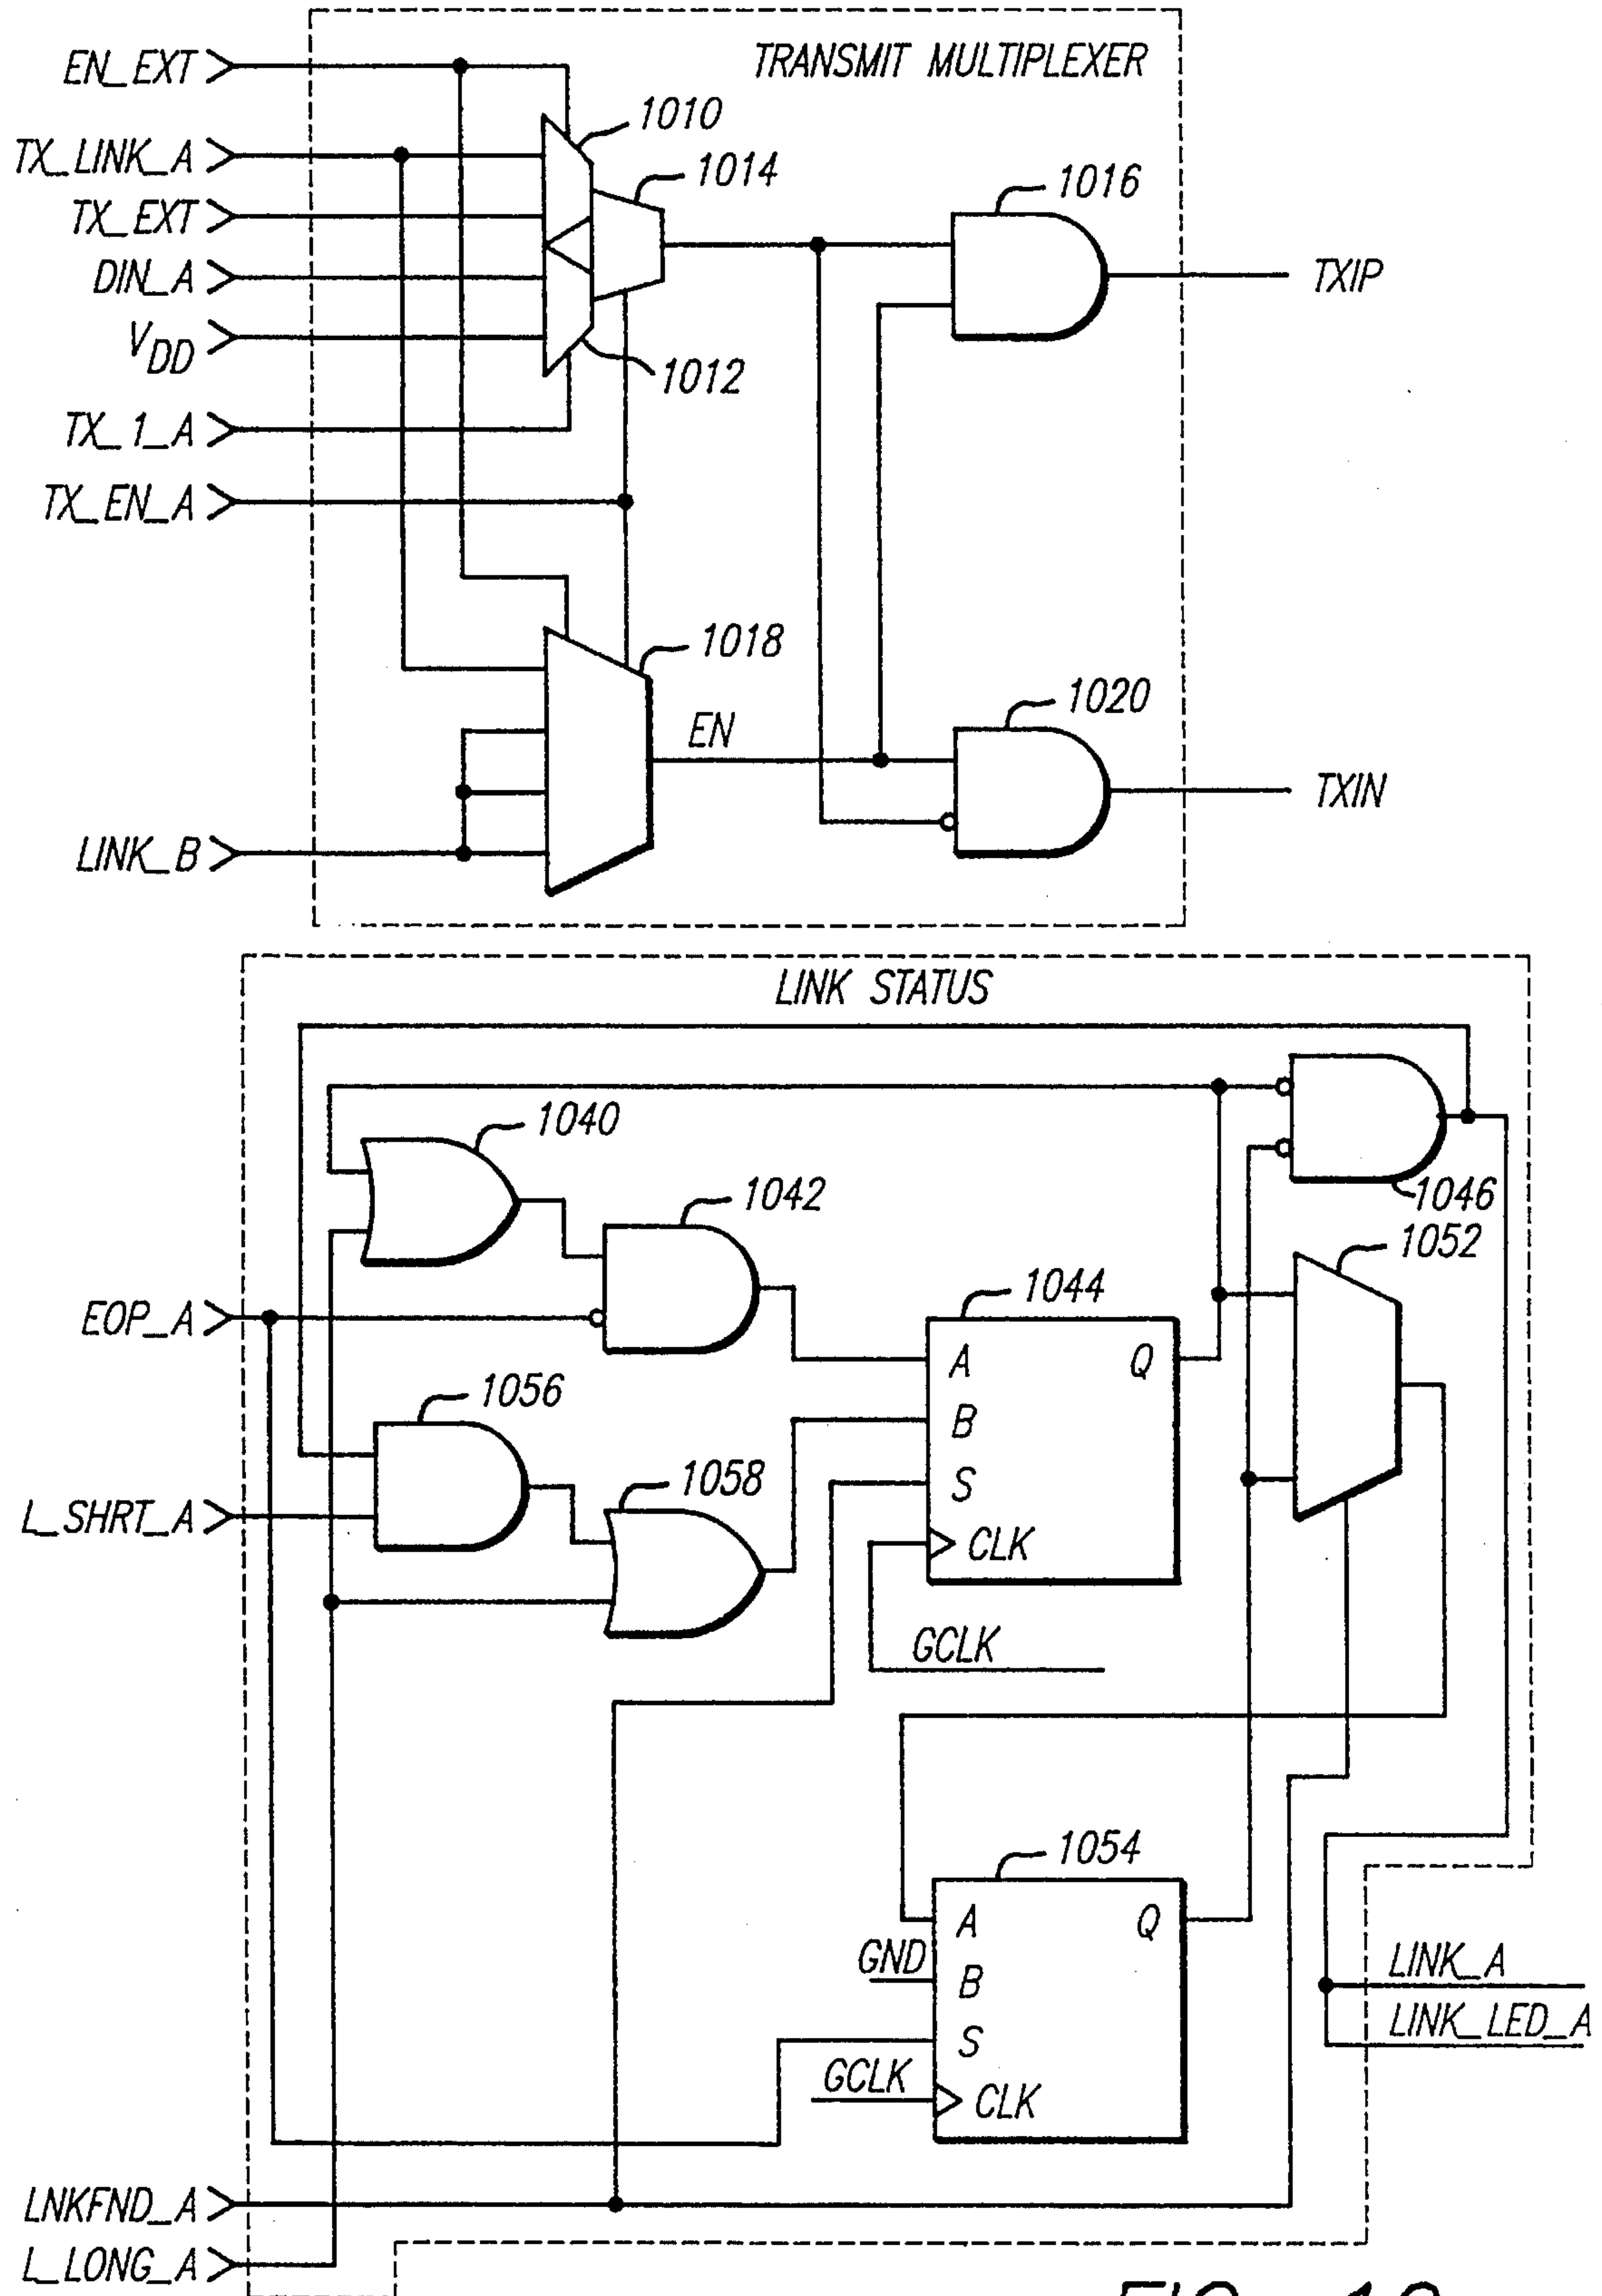 EN_EXT
TRANSMIT MULTIPLEXER
1010
TX_LINK_A
1014
1016
TX_EXT
DIN_A
TXIP
VDD
1012
TX_1_A
TX_EN_A
1018
1020
EN
TXIN
LINK_B
LINK STATUS
1040
1042
1046
1052
EOP_A
1044
A
Q
1056
B
1058
S
L_SHRT_A
CLK
GCLK
1054
A
Q
GND
B
LINK_A
S
LINK_LED_A
GCLK
CLK
LNKFND_A
L_LONG_A